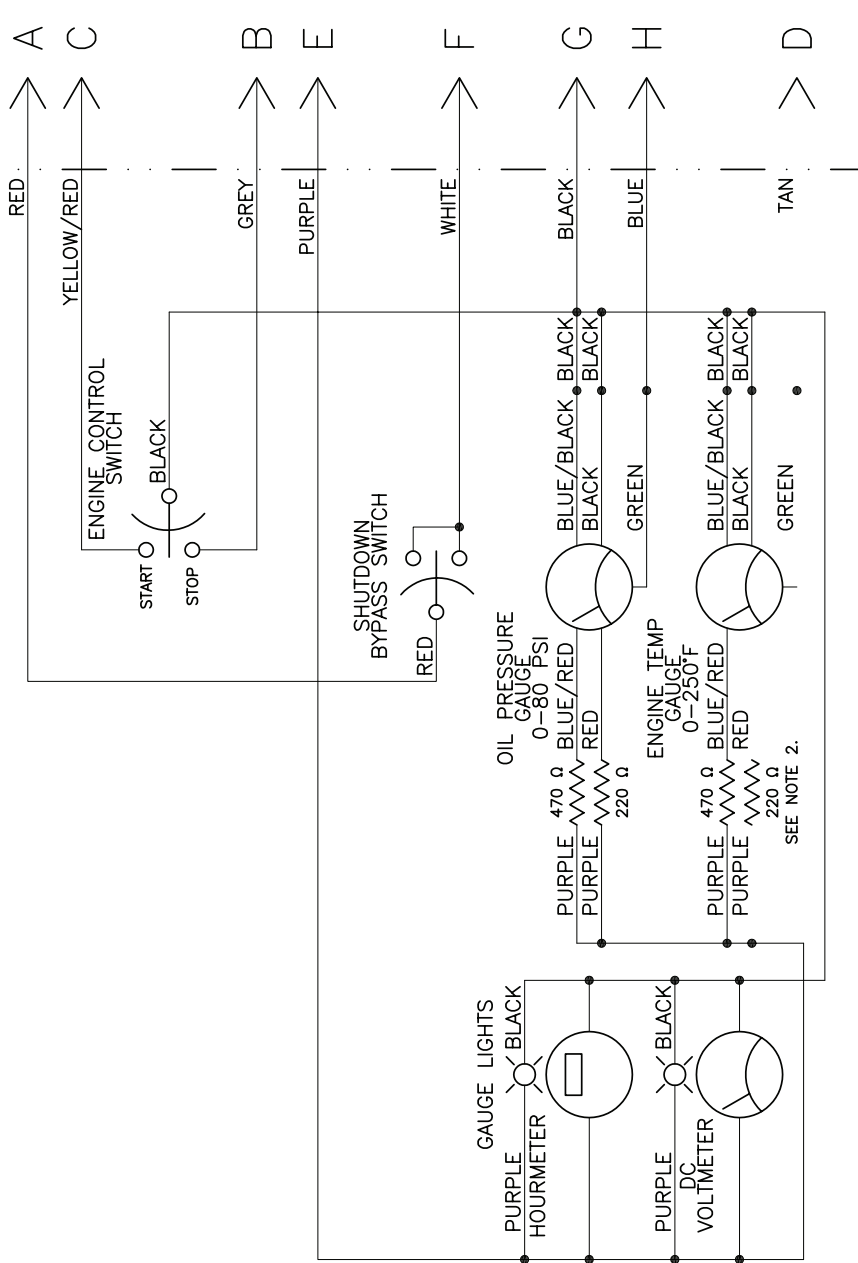 A
C
B
E
F
G
H
D
RED
YELLOW/RED
GREY
PURPLE
WHITE
BLACK
BLUE
TAN
ENGINE CONTROL
SWITCH
BLACK
START
STOP
SHUTDOWN
BYPASS SWITCH
RED
BLACK
BLACK
BLUE/BLACK
BLACK
GREEN
BLACK
BLACK
BLUE/BLACK
BLACK
GREEN
OIL PRESSURE
GAUGE
0-80 PSI
BLUE/RED
RED
470 Ω
220 Ω
PURPLE
PURPLE
ENGINE TEMP
GAUGE
0-250°F
BLUE/RED
RED
470 Ω
220 Ω
SEE NOTE 2.
PURPLE
PURPLE
GAUGE LIGHTS
BLACK
PURPLE
HOURMETER
BLACK
PURPLE
DC
VOLTMETER